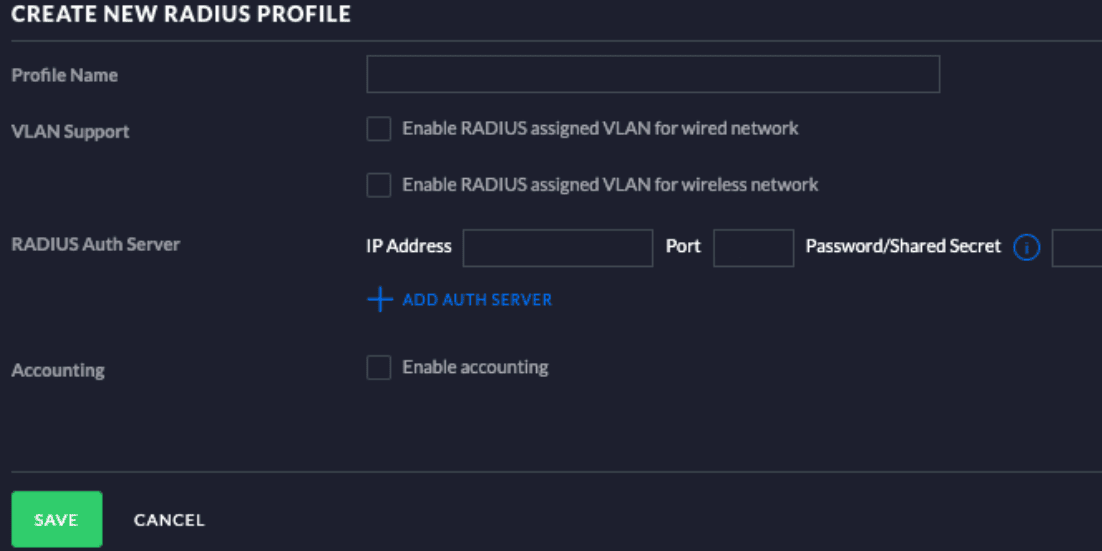 CREATE NEW RADIUS PROFILE
Profile Name
VLAN Support
Enable RADIUS assigned VLAN for wired network
Enable RADIUS assigned VLAN for wireless network
RADIUS Auth Server
IP Address Port Password/Shared Secret
ADD AUTH SERVER
Accounting
Enable accounting
SAVE CANCEL